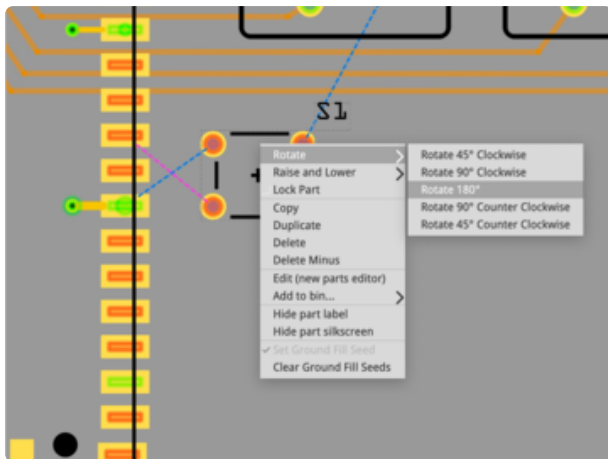 S1
Rotate
Raise and Lower
Lock Part
Copy
Duplicate
Delete
Delete Minus
Edit (new parts editor)
Add to bin...
Hide part label
Hide part silkscreen
Set Ground Fill Seed
Clear Ground Fill Seeds
Rotate 45° Clockwise
Rotate 90° Clockwise
Rotate 180°
Rotate 90° Counter Clockwise
Rotate 45° Counter Clockwise